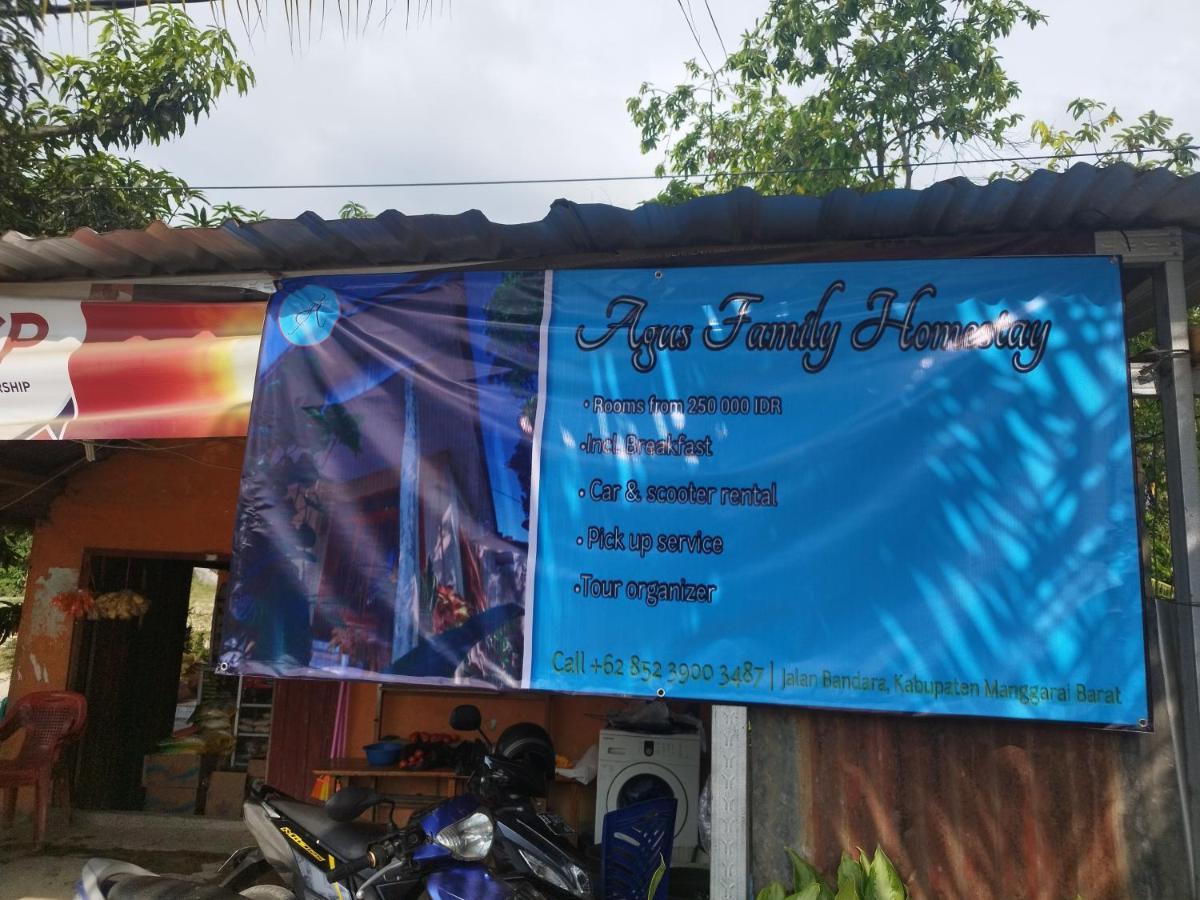 P
RSHIP
A
Agus Family Homestay
• Rooms from 250 000 IDR
•Incl. Breakfast
• Car & scooter rental
• Pick up service
•Tour organizer
Call +62 852 3900 3487 | Jalan Bandara, Kabupaten Manggarai Barat